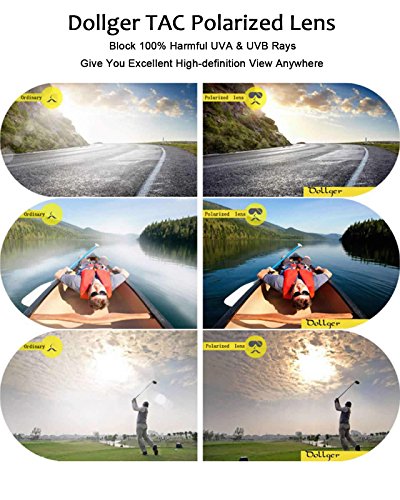 Dollger TAC Polarized Lens
Block 100% Harmful UVA & UVB Rays
Give You Excellent High-definition View Anywhere
Ordinary
Polarized lens
Dollger
Ordinary
Polarized lens
Dollger
Ordinary
Polarized lens
Dollger